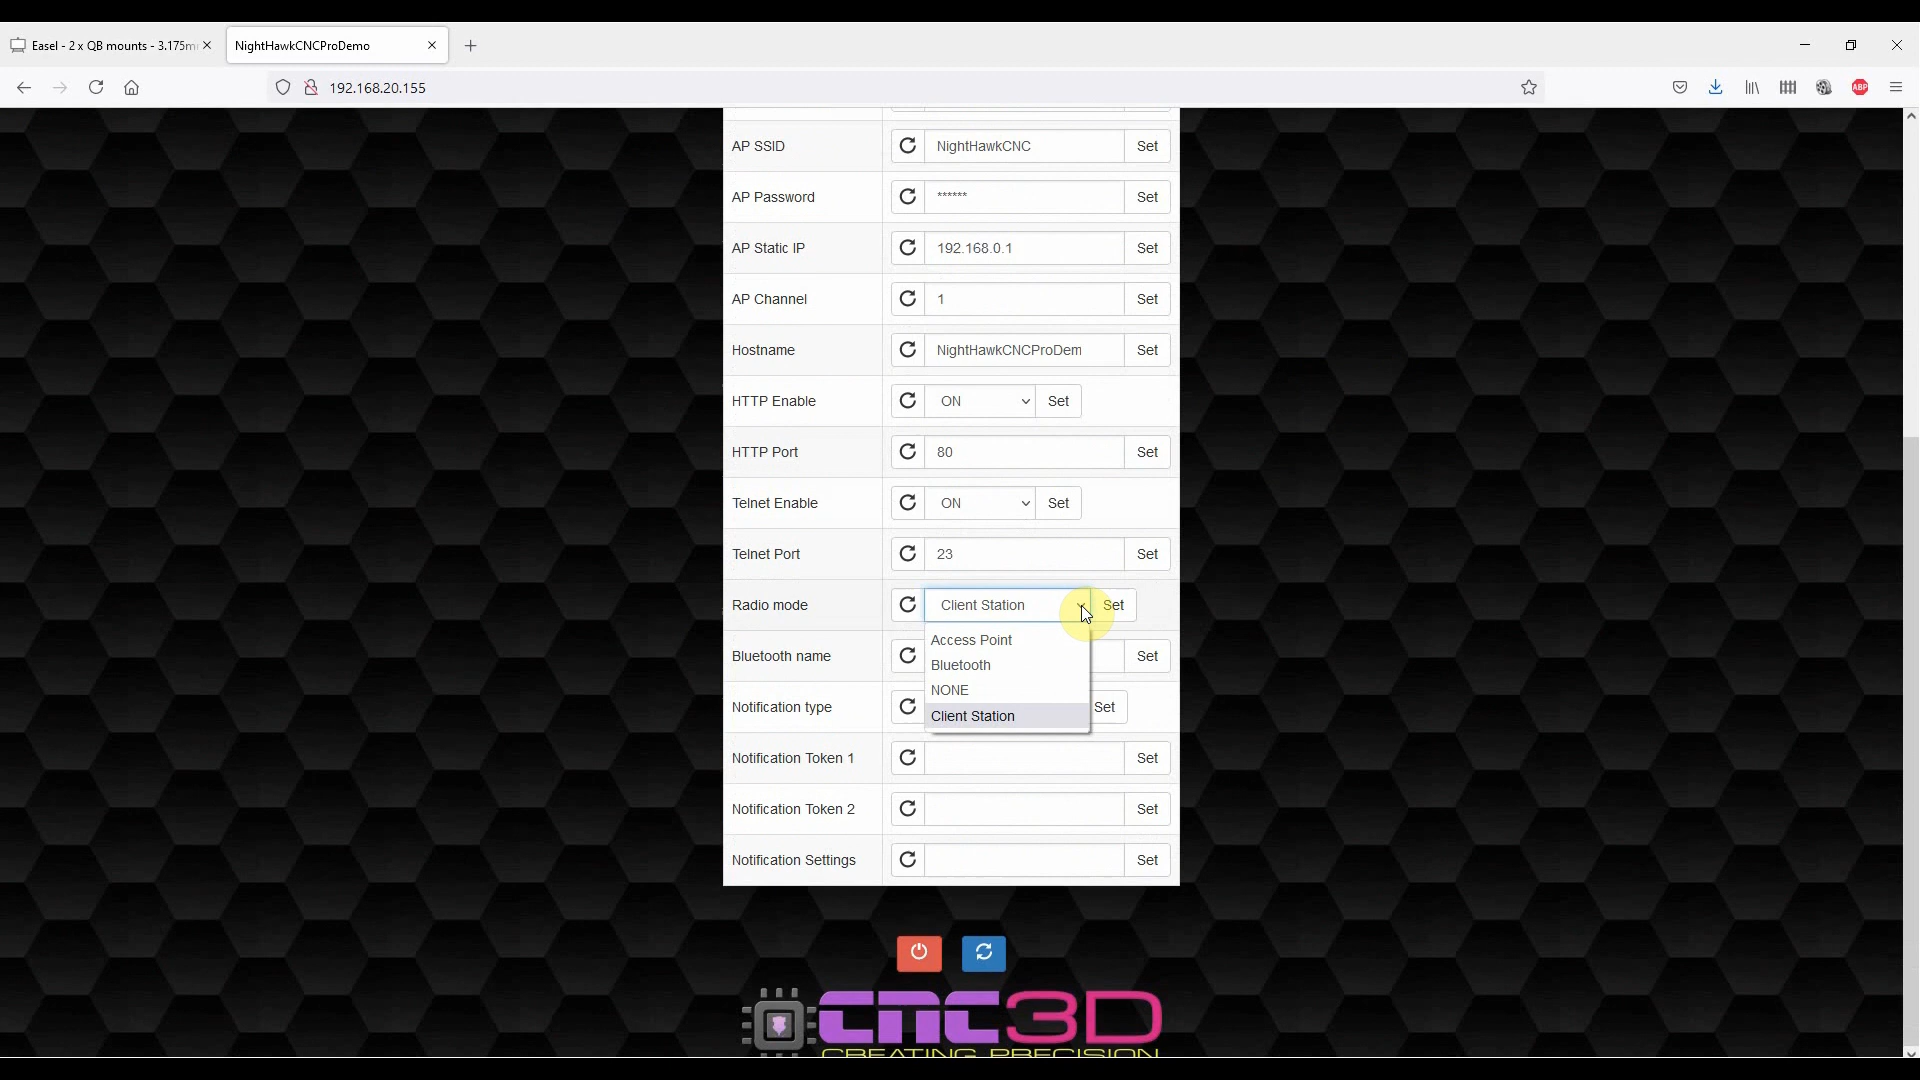 Easel - 2 x QB mounts - 3.175m
NightHawkCNCProDemo
192.168.20.155
ABP
AP SSID NightHawkCNC Set
AP Password ****** Set
AP Static IP 192.168.0.1 Set
AP Channel 1 Set
Hostname NightHawkCNCProDem Set
HTTP Enable ON Set
HTTP Port 80 Set
Telnet Enable ON Set
Telnet Port 23 Set
Radio mode Client Station Set
Access Point
Bluetooth name Set
Bluetooth
NONE
Notification type Set
Client Station
Notification Token 1 Set
Notification Token 2 Set
Notification Settings Set
CNC3D
CREATING PRECISION